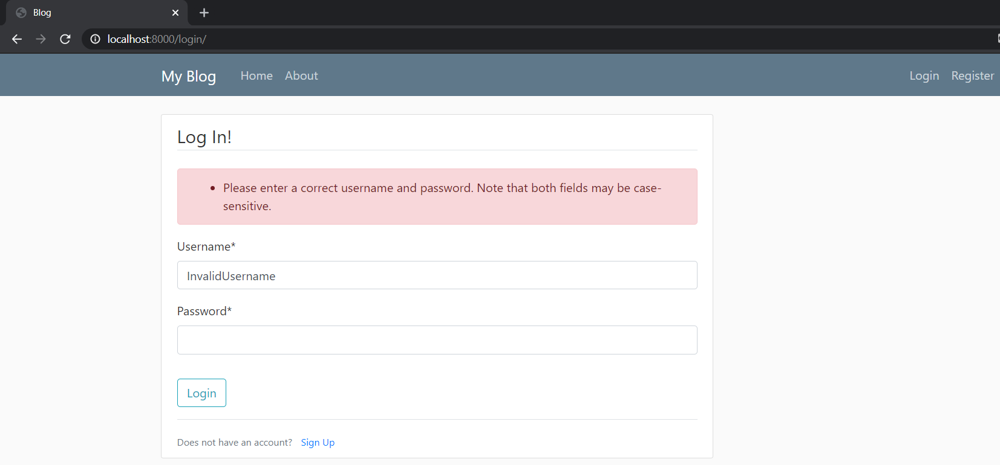 Blog
localhost:8000/login/
My Blog Home About Login Register
Log In!
Please enter a correct username and password. Note that both fields may be case-
sensitive.
Username*
InvalidUsername
Password*
Login
Does not have an account? Sign Up